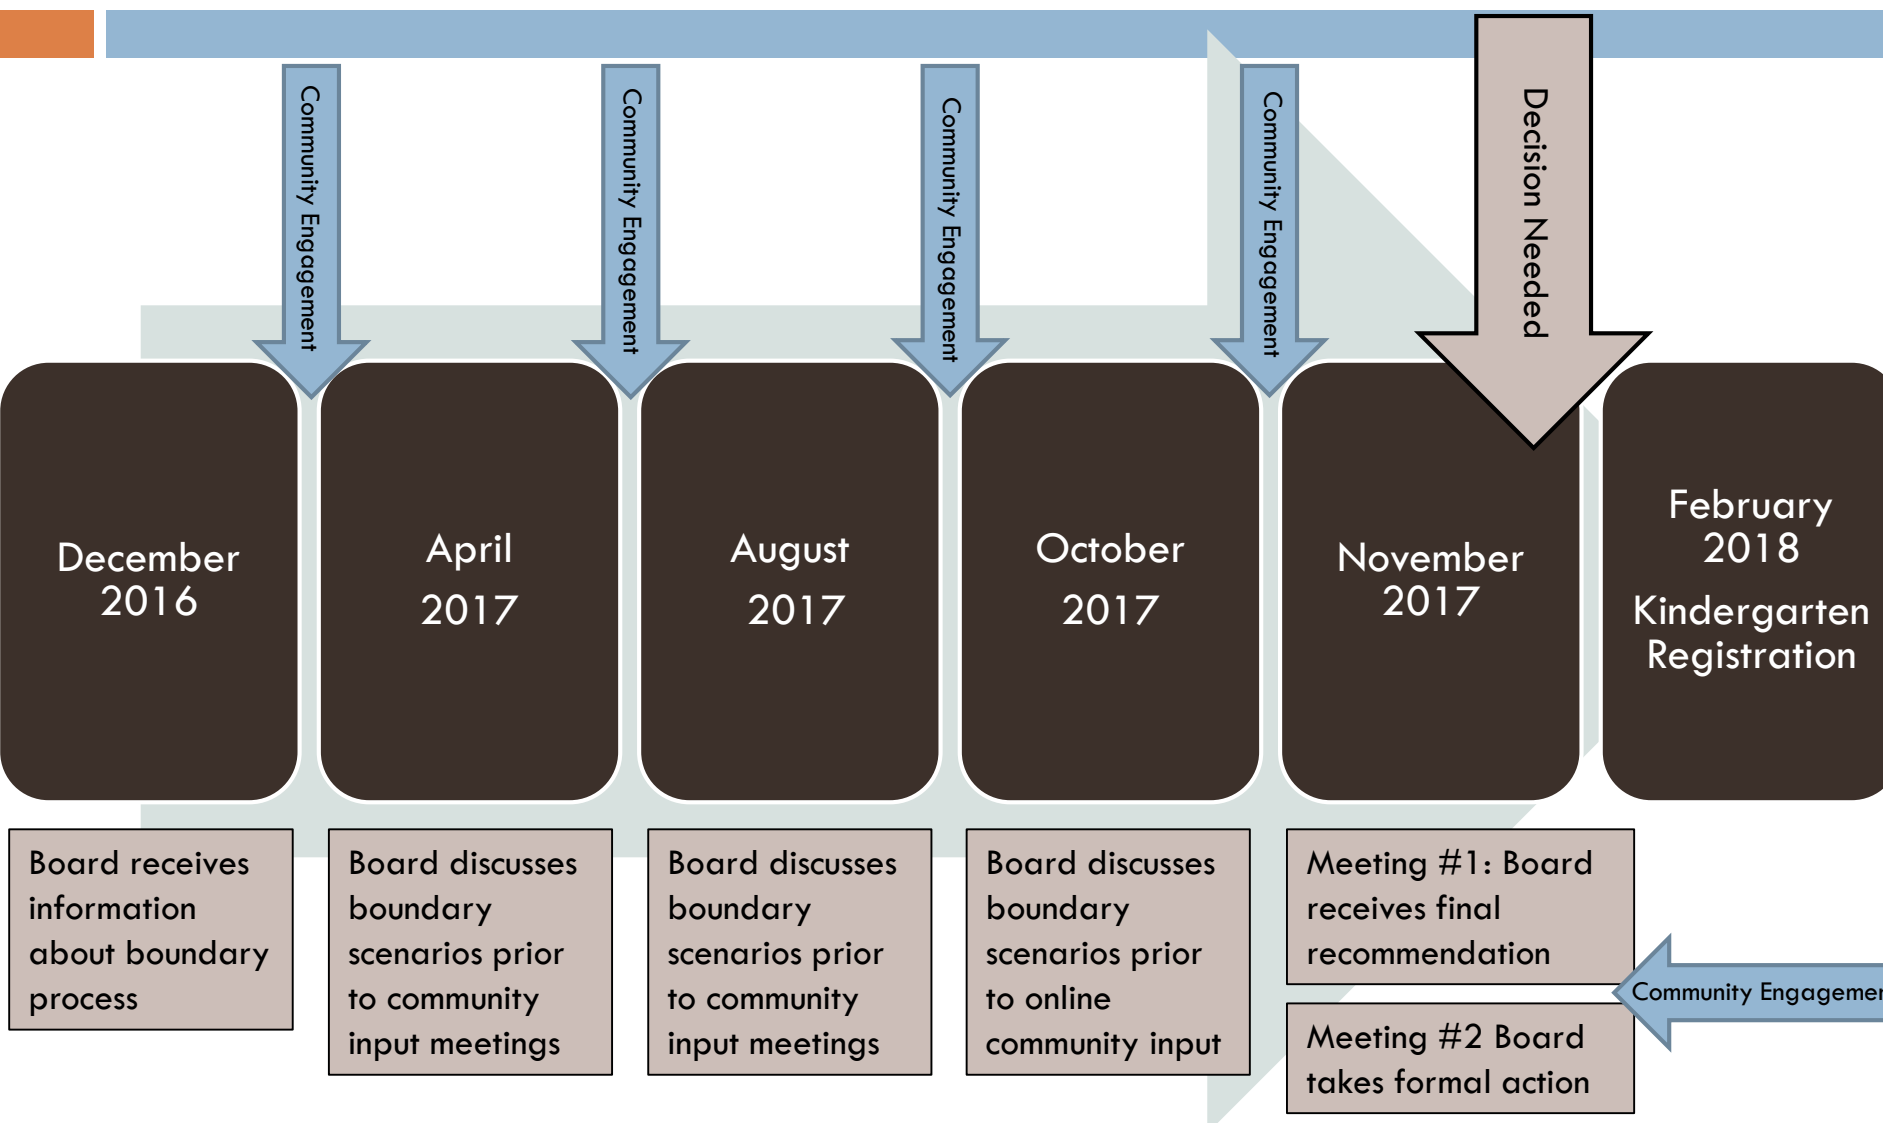 Community Engagement
Community Engagement
Community Engagement
Community Engagement
Decision Needed
December
2016
April
2017
August
2017
October
2017
November
2017
February
2018
Kindergarten
Registration
Board receives
information
about boundary
process
Board discusses
boundary
scenarios prior
to community
input meetings
Board discusses
boundary
scenarios prior
to community
input meetings
Board discusses
boundary
scenarios prior
to online
community input
Meeting #1: Board
receives final
recommendation
Meeting #2 Board
takes formal action
Community Engagemen